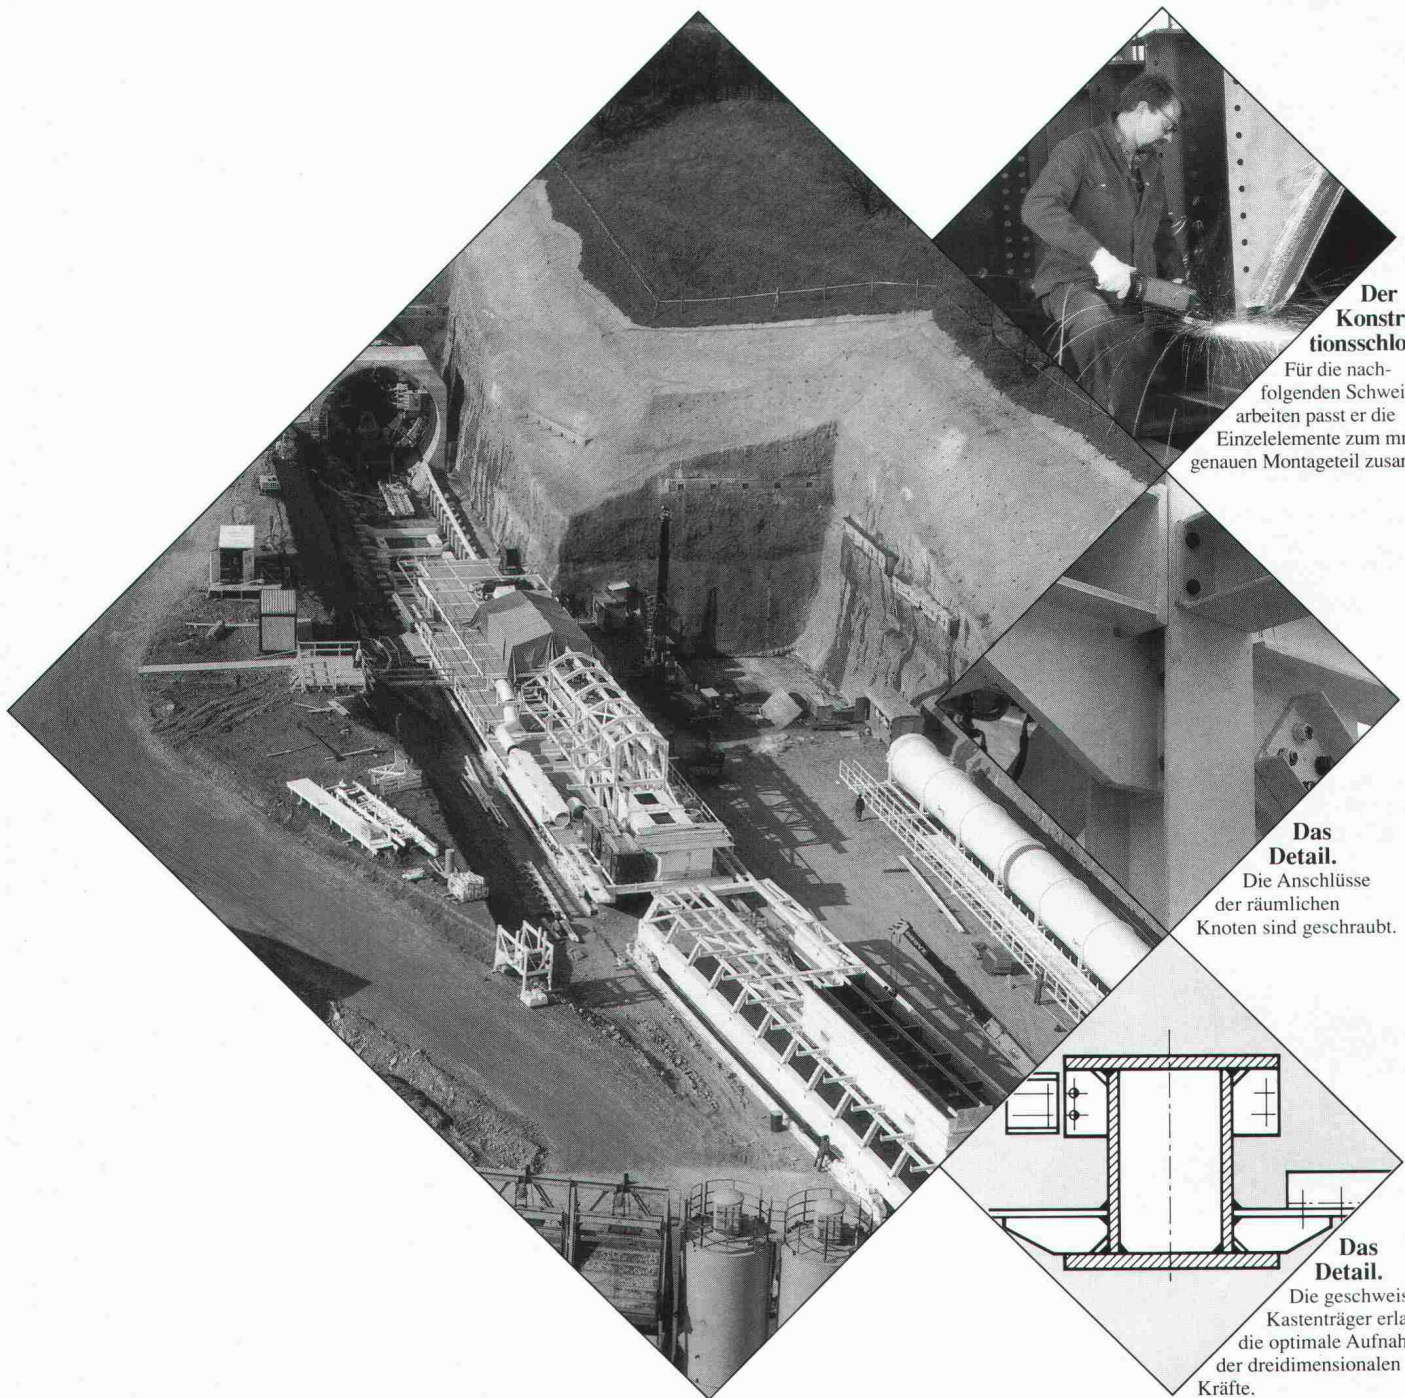 Der
Konstr
tionsschlo
Für die nach-
folgenden Schwei
arbeiten passt er die
Einzelelemente zum
genauen Montageteil zusa
Das
Detail.
Die Anschlüsse
der räumlichen
Knoten sind geschraubt.
Das
Detail.
Die geschweis
Kastenträger erla
die optimale Aufnah
der dreidimensionalen
Kräfte.